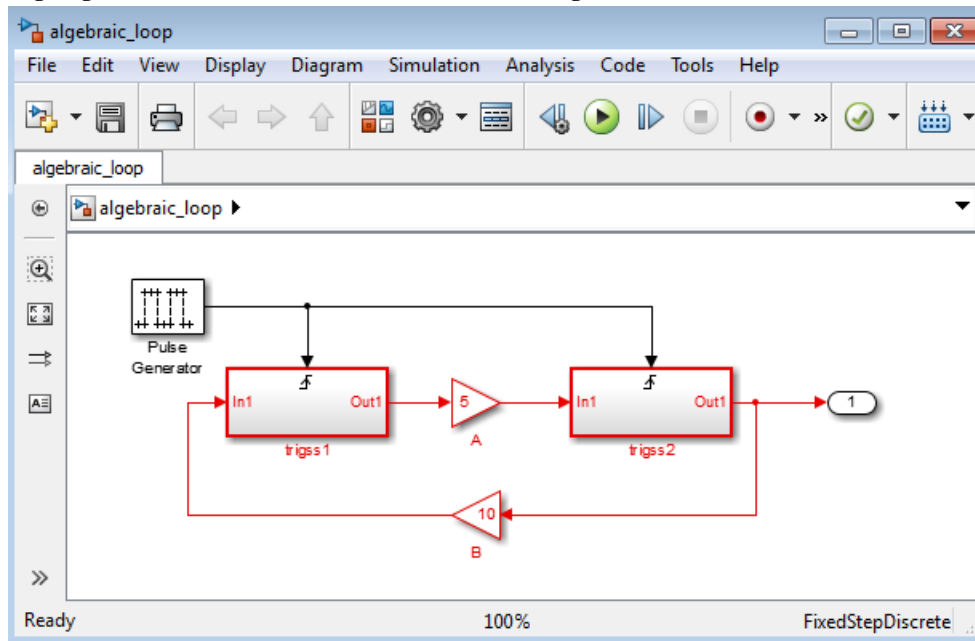 algebraic_loop
File Edit View Display Diagram Simulation Analysis Code Tools Help
algebraic_loop
algebraic_loop
Pulse
Generator
In1 Out1
trigss1
5
A
In1 Out1
trigss2
1
10
B
Ready 100% FixedStepDiscrete